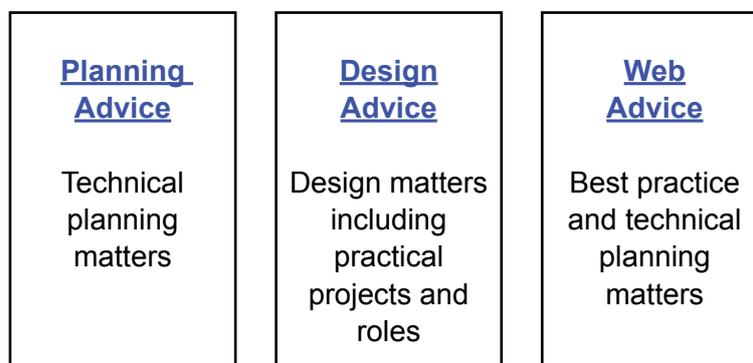 Planning
Advice
Technical
planning
matters
Design
Advice
Design matters
including
practical
projects and
roles
Web
Advice
Best practice
and technical
planning
matters